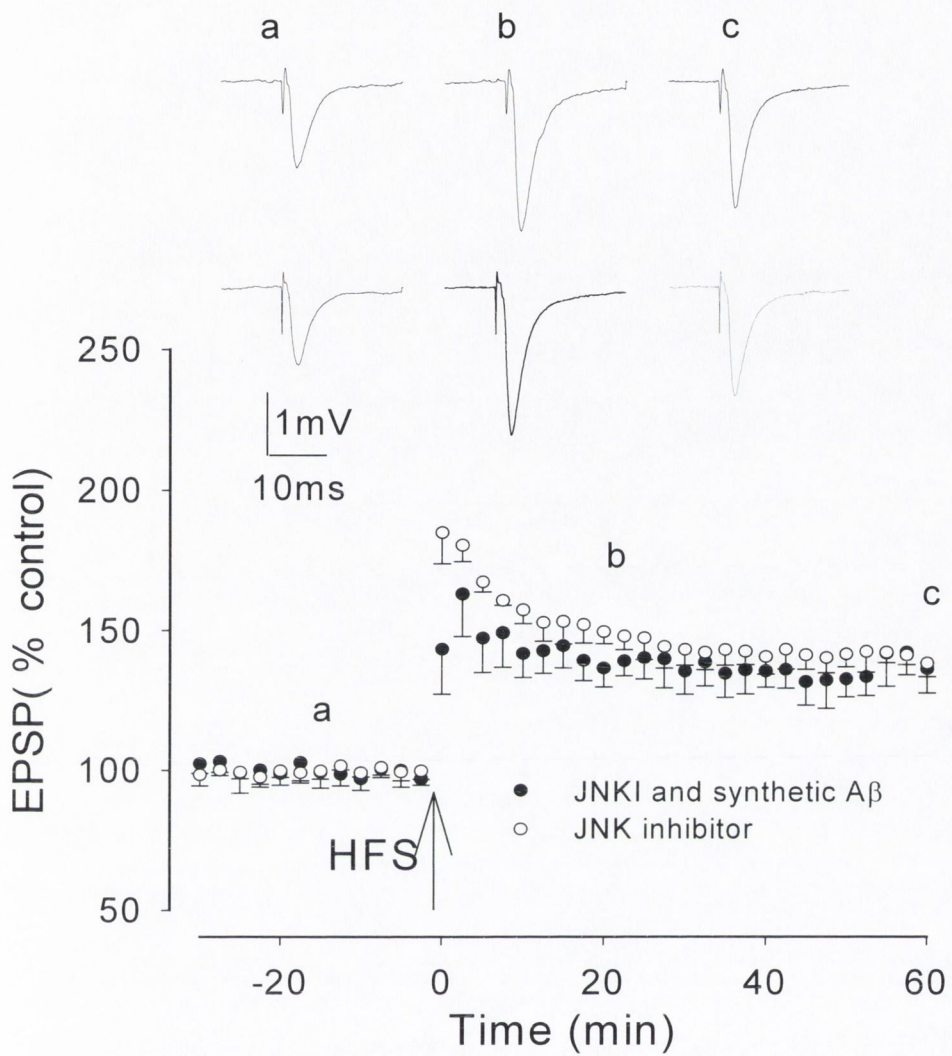 a b c
250
1mV
10ms
200
b
150
c
a
100
JNKI and synthetic Aβ
JNK inhibitor
HFS
50
-20 0 20 40 60
Time (min)
EPSP( % control)